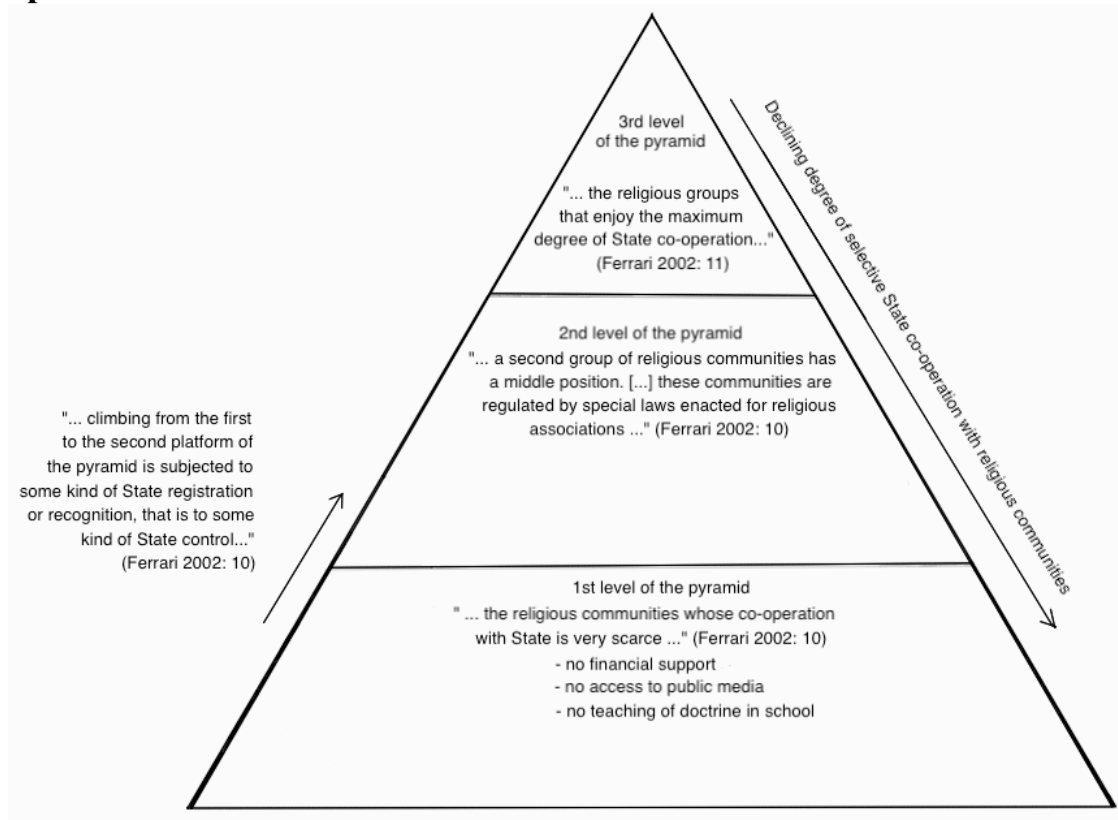 3rd level
of the pyramid
"... the religious groups
that enjoy the maximum
degree of State co-operation..."
(Ferrari 2002: 11)
Declining degree of selective State co-operation with religious communities
2nd level of the pyramid
"... a second group of religious communities has
a middle position. [...] these communities are
regulated by special laws enacted for religious
associations ..." (Ferrari 2002: 10)
"... climbing from the first
to the second platform of
the pyramid is subjected to
some kind of State registration
or recognition, that is to some
kind of State control..."
(Ferrari 2002: 10)
1st level of the pyramid
" ... the religious communities whose co-operation
with State is very scarce ..." (Ferrari 2002: 10)
- no financial support
- no access to public media
- no teaching of doctrine in school